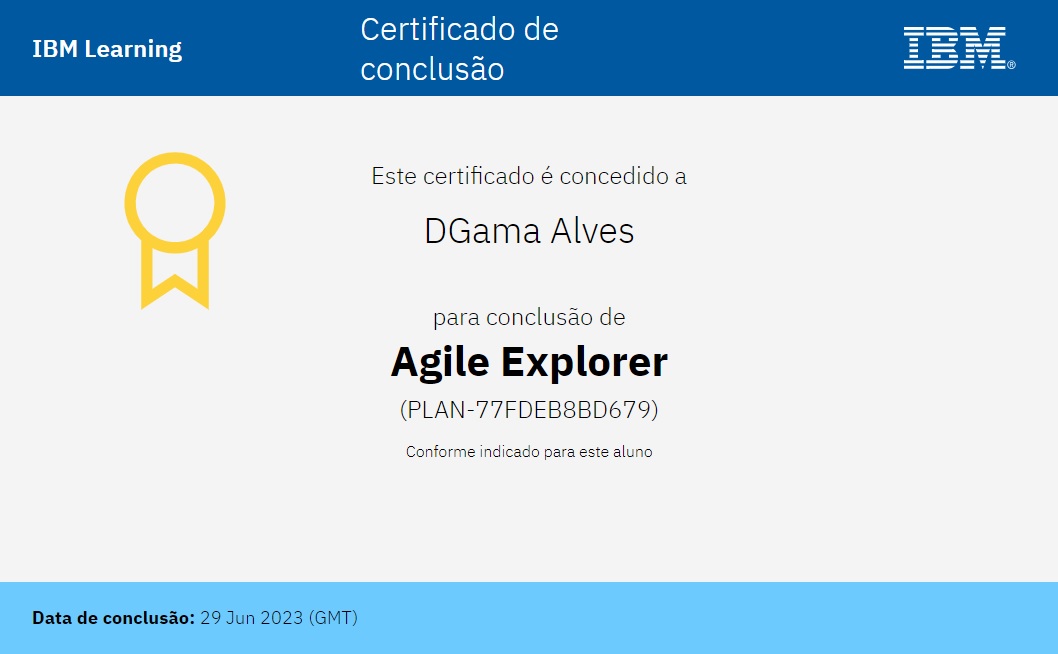 IBM Learning
Certificado de
conclusão
IBM®
Este certificado é concedido a
DGama Alves
para conclusão de
Agile Explorer
(PLAN-77FDEB8BD679)
Conforme indicado para este aluno
Data de conclusão: 29 Jun 2023 (GMT)